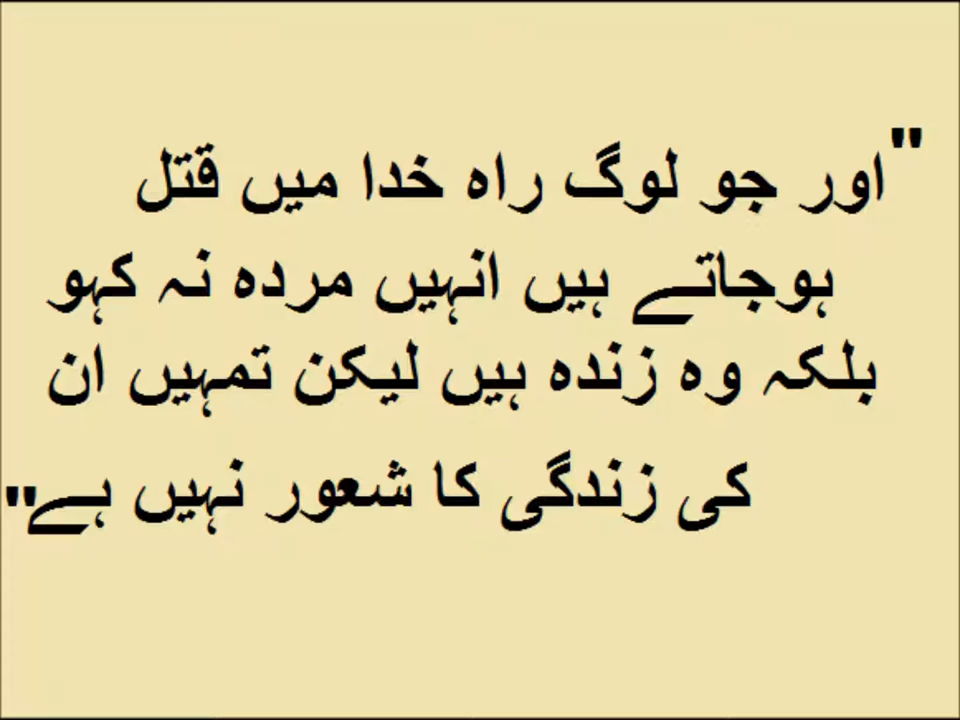 "اور جو لوگ راہ خدا میں قتل
ہوجاتے ہیں انہیں مردہ نہ کہو
بلکہ وہ زندہ ہیں لیکن تمہیں ان
کی زندگی کا شعور نہیں ہے"